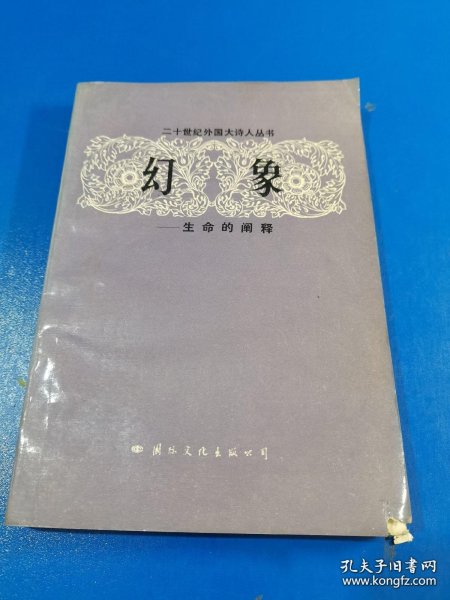 二十世纪外国大诗人丛书
幻象
——生命的阐释
国际文化出版公司
孔夫子旧书网
www.kongfz.com